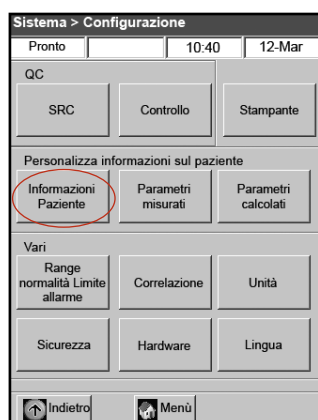 Sistema > Configurazione
Pronto 10:40 12-Mar
QC
SRC Controllo Stampante
Personalizza informazioni sul paziente
Informazioni Paziente
Parametri misurati
Parametri calcolati
Vari
Range normalità Limite allarme
Correlazione
Unità
Sicurezza Hardware Lingua
Indietro Menù